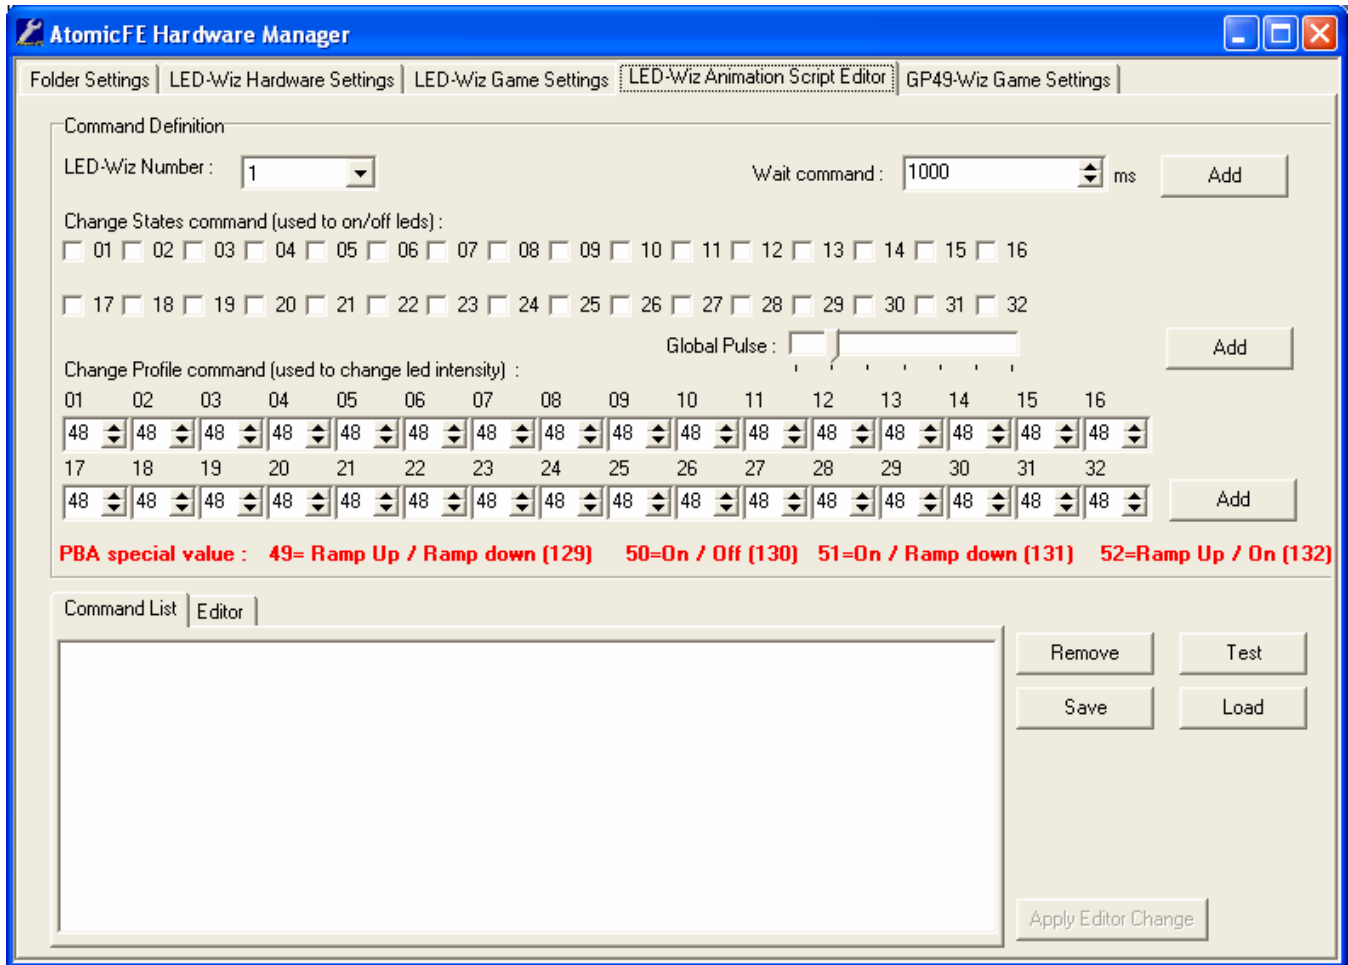 AtomicFE Hardware Manager
Folder Settings LED-Wiz Hardware Settings LED-Wiz Game Settings LED-Wiz Animation Script Editor GP49-Wiz Game Settings
Command Definition
LED-Wiz Number : 1 Wait command : 1000 ms Add
Change States command (used to on/off leds) :
01 02 03 04 05 06 07 08 09 10 11 12 13 14 15 16
17 18 19 20 21 22 23 24 25 26 27 28 29 30 31 32
Global Pulse : Add
Change Profile command (used to change led intensity) :
01 02 03 04 05 06 07 08 09 10 11 12 13 14 15 16
48 48 48 48 48 48 48 48 48 48 48 48 48 48 48 48
17 18 19 20 21 22 23 24 25 26 27 28 29 30 31 32
48 48 48 48 48 48 48 48 48 48 48 48 48 48 48 48 Add
PBA special value : 49= Ramp Up / Ramp down (129) 50=On / Off (130) 51=On / Ramp down (131) 52=Ramp Up / On (132)
Command List Editor
Remove Test
Save Load
Apply Editor Change